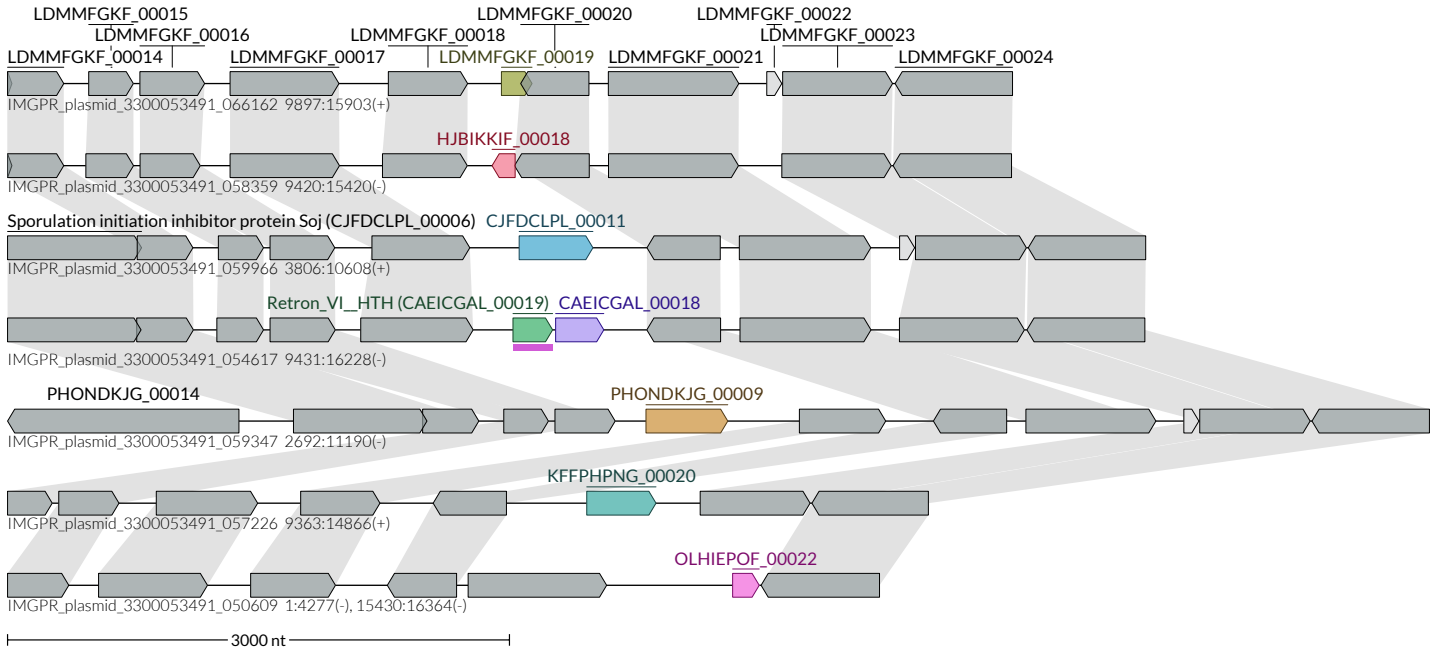 LDMMFGKF_00015 LDMMFGKF_00020 LDMMFGKF_00022
LDMMFGKF_00016 LDMMFGKF_00018 LDMMFGKF_00023
LDMMFGKF_00014 LDMMFGKF_00017 LDMMFGKF_00019 LDMMFGKF_00021 LDMMFGKF_00024
IMGPR_plasmid_3300053491_066162 9897:15903(+)
HJBIKKIF_00018
IMGPR_plasmid_3300053491_058359 9420:15420(-)
Sporulation initiation inhibitor protein Soj (CJFDCLPL_00006) CJFDCLPL_00011
IMGPR_plasmid_3300053491_059966 3806:10608(+)
Retron_VI__HTH (CAEICGAL_00019) CAEICGAL_00018
IMGPR_plasmid_3300053491_054617 9431:16228(-)
PHONDKJG_00014 PHONDKJG_00009
IMGPR_plasmid_3300053491_059347 2692:11190(-)
KFFPHPNG_00020
IMGPR_plasmid_3300053491_057226 9363:14866(+)
OLHIEPOF_00022
IMGPR_plasmid_3300053491_050609 1:4277(-), 15430:16364(-)
3000 nt